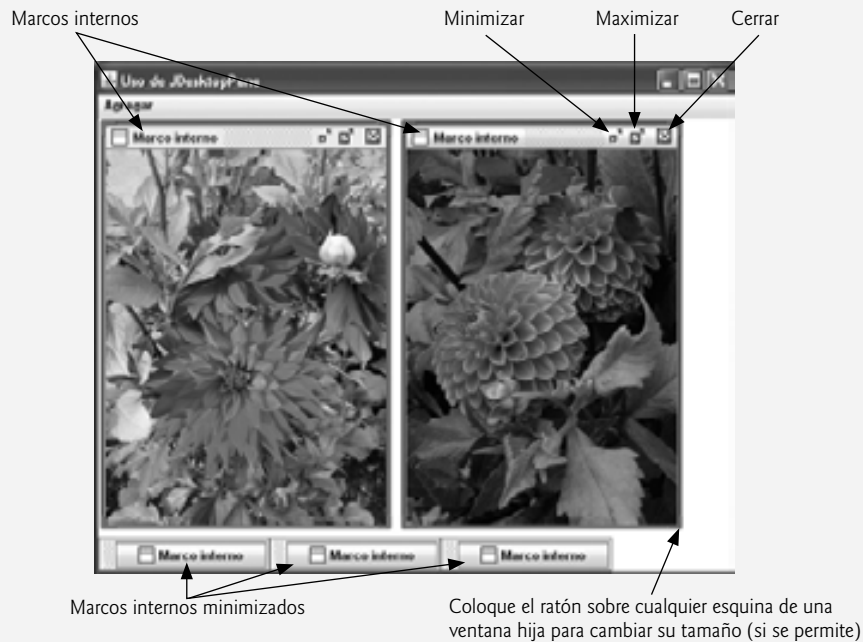 Marcos internos
Minimizar
Maximizar
Cerrar
Uso de JDesktopPane
Agregar
Marco interno
Marco interno
Marco interno
Marco interno
Marco interno
Marcos internos minimizados
Coloque el ratón sobre cualquier esquina de una
ventana hija para cambiar su tamaño (si se permite)